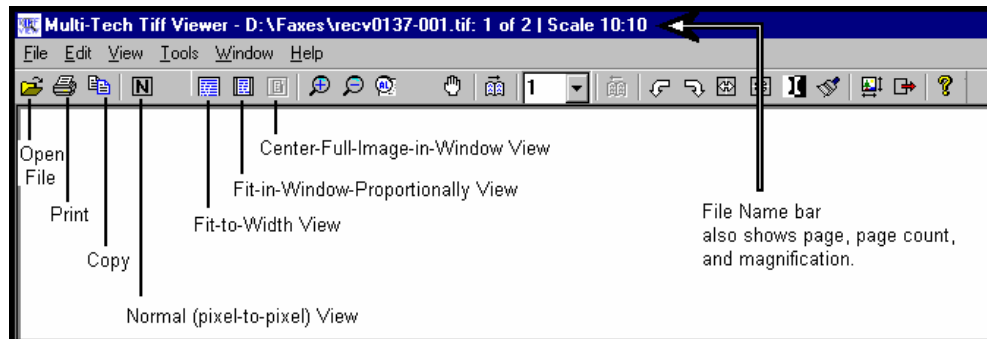 Multi-Tech Tiff Viewer - D:\Faxes\recv0137-001.tif: 1 of 2 | Scale 10:10
File Edit View Tools Window Help
N
1
Center-Full-Image-in-Window View
Open
File
Fit-in-Window-Proportionally View
Print
Fit-to-Width View
File Name bar
also shows page, page count,
and magnification.
Copy
Normal (pixel-to-pixel) View